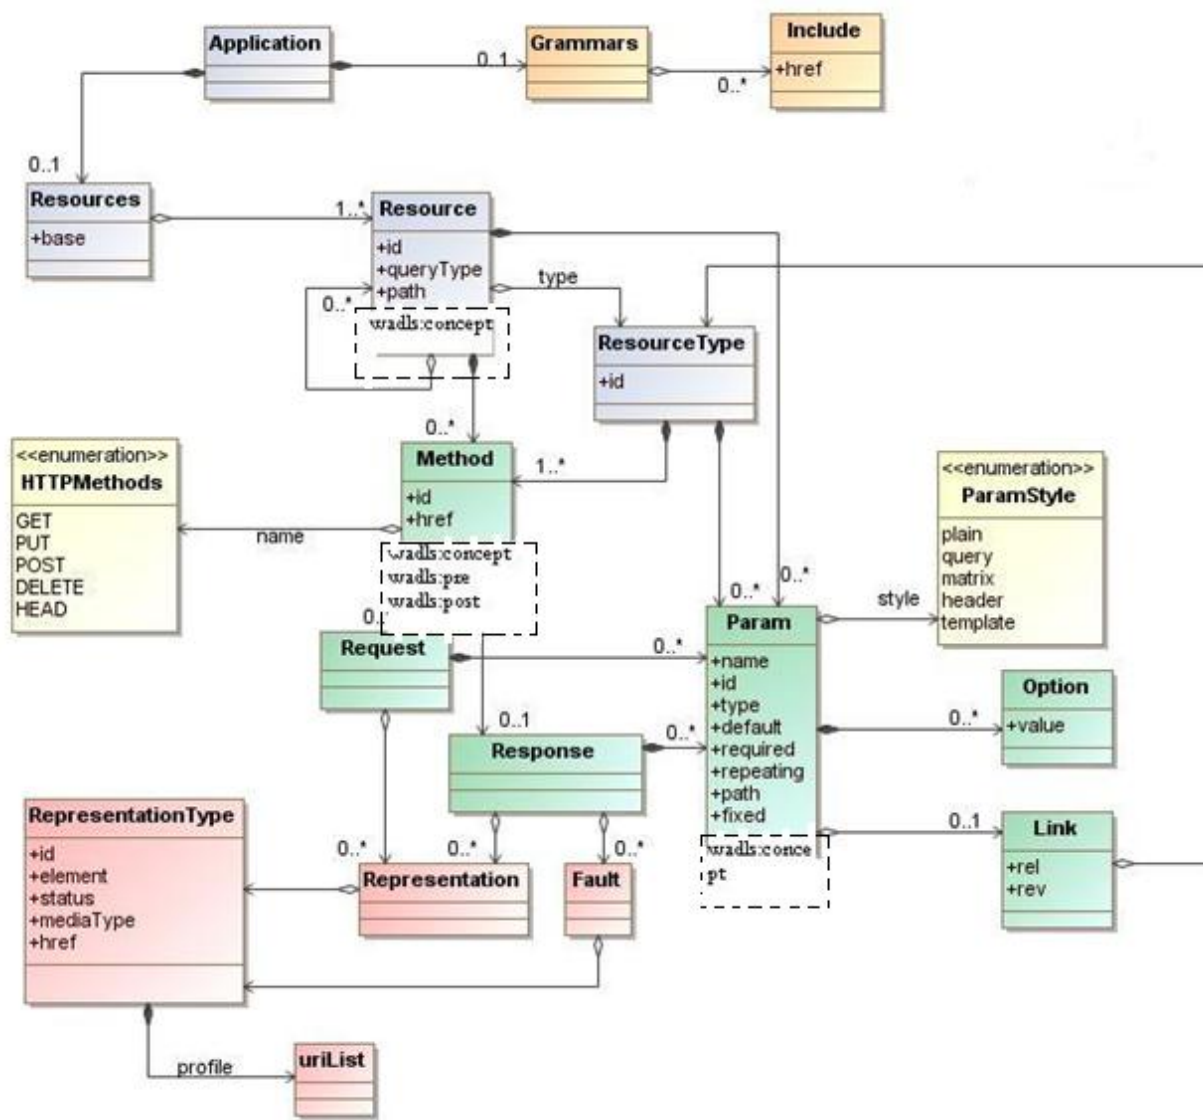 Application
0..1
Grammars
0..*
Include
+href
0..1
Resources
+base
1..*
Resource
+id
+queryType
+path
0..*
wadls:concept
type
ResourceType
+id
0..*
1..*
Method
+id
+href
wadls:concept
wadls:pre
wadls:post
name
<<enumeration>>
HTTPMethods
GET
PUT
POST
DELETE
HEAD
<<enumeration>>
ParamStyle
plain
query
matrix
header
template
style
0..*
0..*
Param
+name
+id
+type
+default
+required
+repeating
+path
+fixed
wadls:conce
pt
Request
0..*
0..1
Response
0..*
0..*
Option
+value
0..1
Link
+rel
+rev
RepresentationType
+id
+element
+status
+mediaType
+href
0..*
0..*
0..*
Representation
Fault
profile
uriList